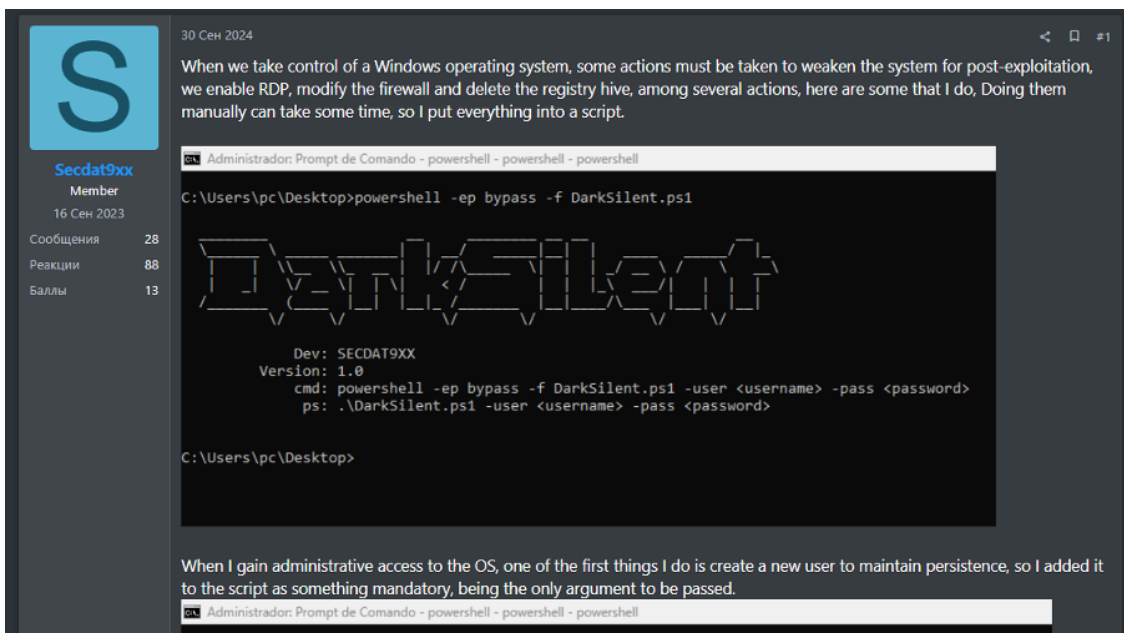 S
Secdat9xx
Member
16 Сен 2023
Сообщения 28
Реакции 88
Баллы 13
30 Сен 2024
#1
When we take control of a Windows operating system, some actions must be taken to weaken the system for post-exploitation,
we enable RDP, modify the firewall and delete the registry hive, among several actions, here are some that I do, Doing them
manually can take some time, so I put everything into a script.
Administrador: Prompt de Comando - powershell - powershell - powershell
C:\Users\pc\Desktop>powershell -ep bypass -f DarkSilent.ps1
DarkSilent
Dev: SECDAT9XX
Version: 1.0
cmd: powershell -ep bypass -f DarkSilent.ps1 -user <username> -pass <password>
ps: .\DarkSilent.ps1 -user <username> -pass <password>
C:\Users\pc\Desktop>
When I gain administrative access to the OS, one of the first things I do is create a new user to maintain persistence, so I added it
to the script as something mandatory, being the only argument to be passed.
Administrador: Prompt de Comando - powershell - powershell - powershell